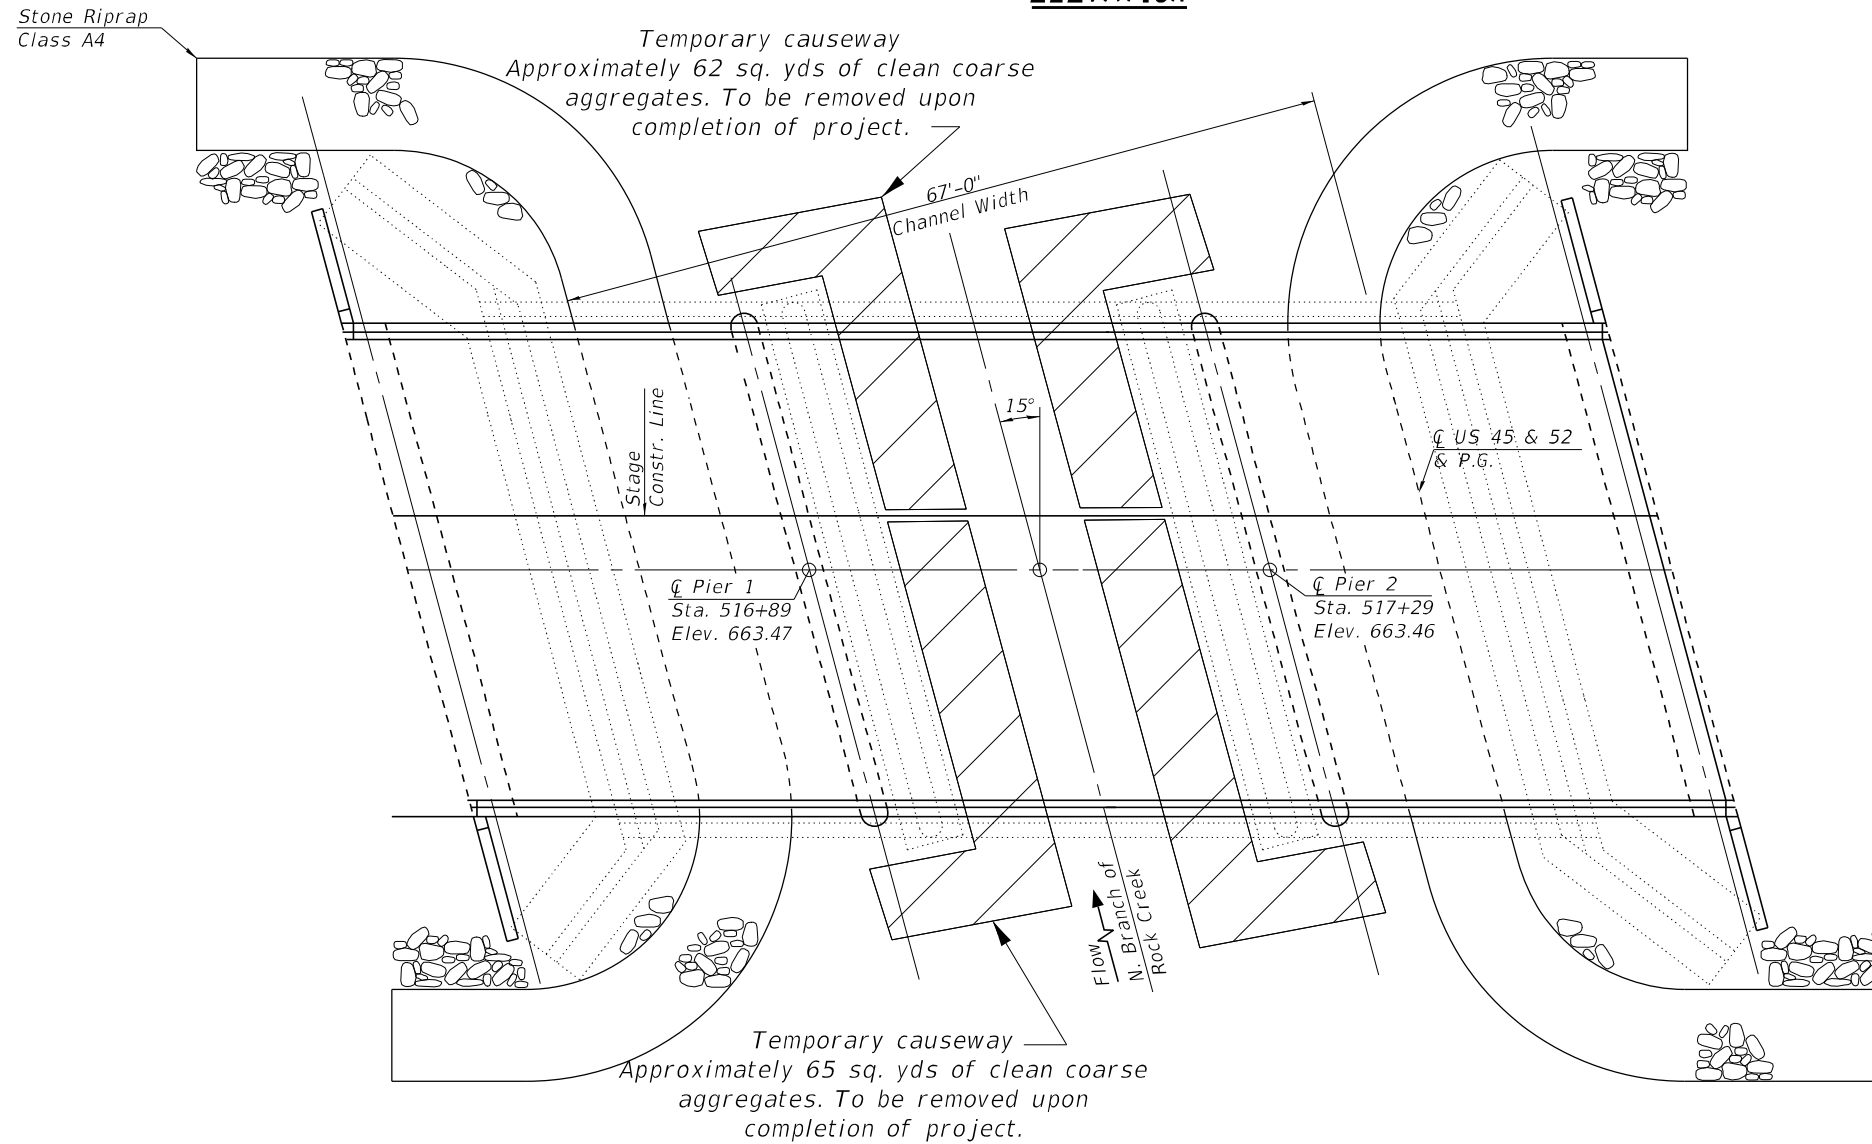 Stone Riprap
Class A4
Temporary causeway
Approximately 62 sq. yds of clean coarse
aggregates. To be removed upon
completion of project.
67'-0"
Channel Width
15°
Stage
Constr. Line
℄ US 45 & 52
& P.G.
℄ Pier 1
Sta. 516+89
Elev. 663.47
℄ Pier 2
Sta. 517+29
Elev. 663.46
Flow
N. Branch of
Rock Creek
Temporary causeway
Approximately 65 sq. yds of clean coarse
aggregates. To be removed upon
completion of project.